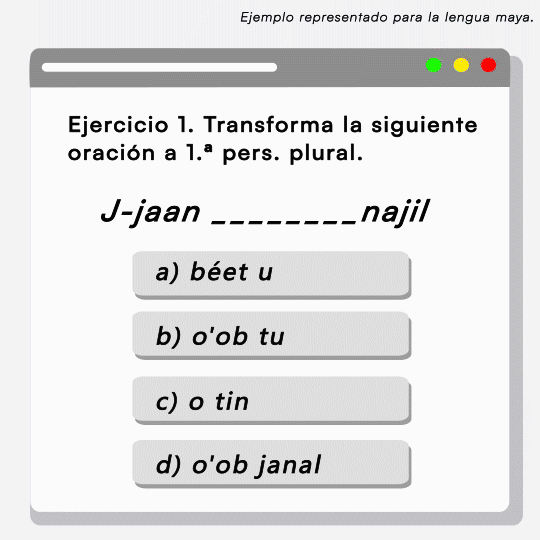 Ejemplo representado para la lengua maya.
Ejercicio 1. Transforma la siguiente
oración a 1.ª pers. plural.
J-jaan ________najil
a) béet u
b) o'ob tu
c) o tin
d) o'ob janal